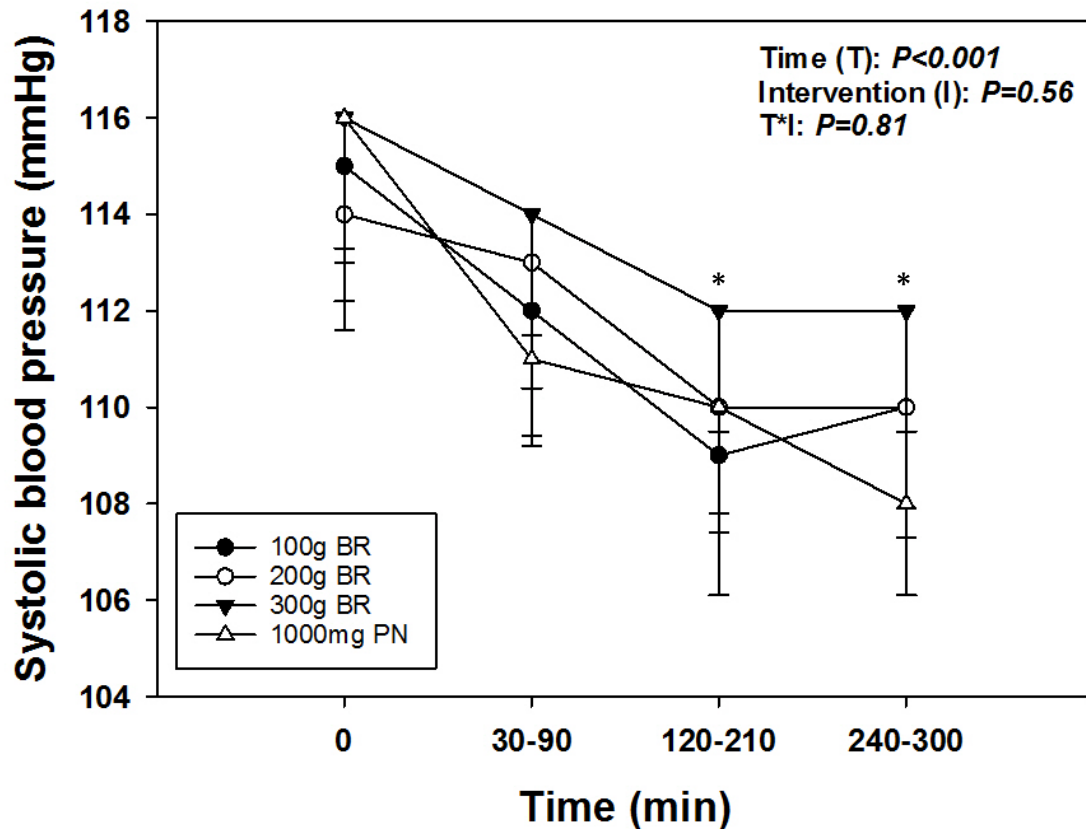 118
116
114
112
110
108
106
104
Systolic blood pressure (mmHg)
Time (T): P<0.001
Intervention (I): P=0.56
T*I: P=0.81
*
*
100g BR
200g BR
300g BR
1000mg PN
0
30-90
120-210
240-300
Time (min)